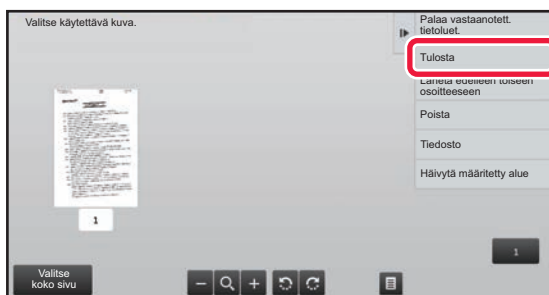 Valitse käytettävä kuva.
Palaa vastaanotett.
tietoluet.
Tulosta
Lähetä edelleen toiseen
osoitteeseen
Poista
Tiedosto
Häivytä määritetty alue
1
1
Valitse
koko sivu